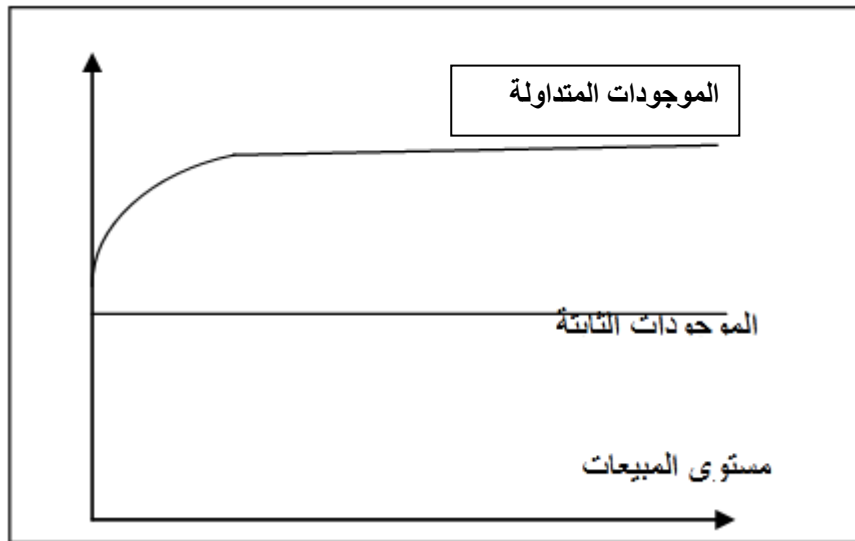 الموجودات المتداولة
الموجودات الثابتة
مستوى المبيعات